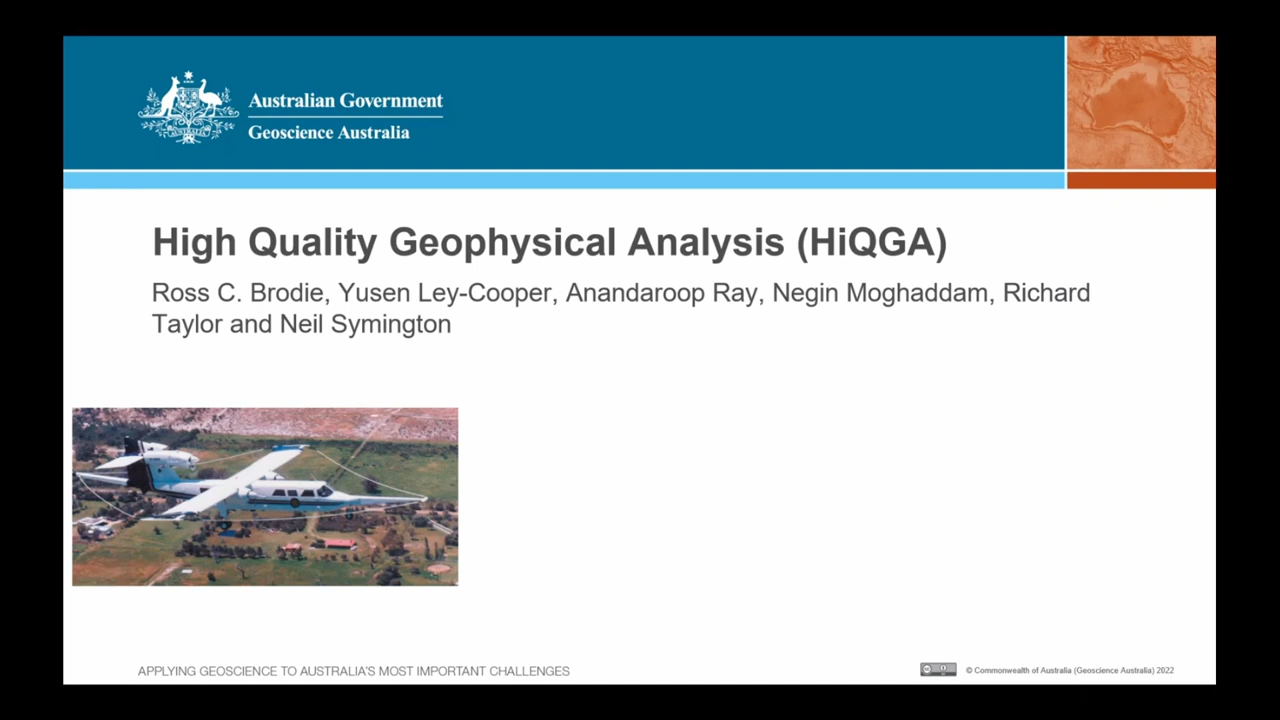 Australian Government
Geoscience Australia
High Quality Geophysical Analysis (HiQGA)
Ross C. Brodie, Yusen Ley-Cooper, Anandaroop Ray, Negin Moghaddam, Richard
Taylor and Neil Symington
APPLYING GEOSCIENCE TO AUSTRALIA'S MOST IMPORTANT CHALLENGES
© Commonwealth of Australia (Geoscience Australia) 2022